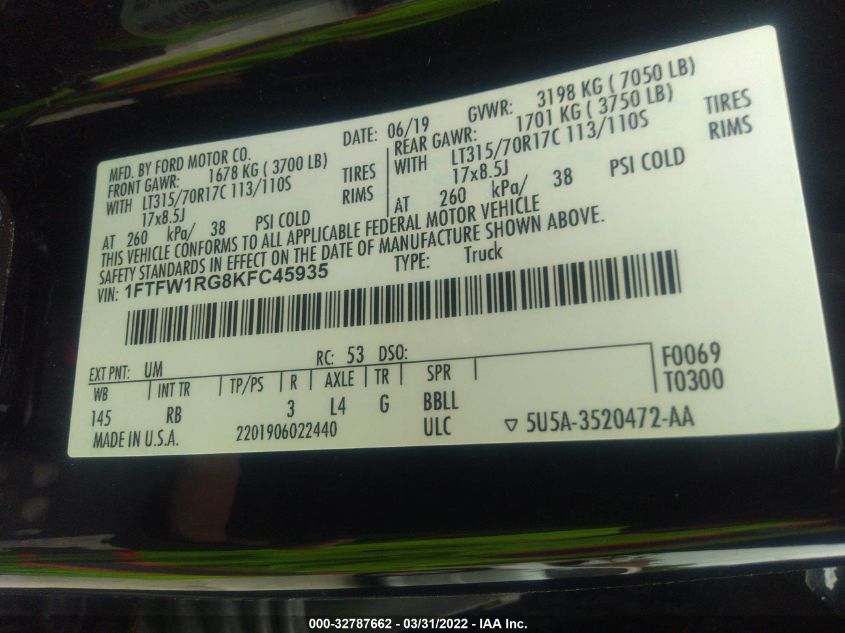 MFD. BY FORD MOTOR CO.
DATE: 06/19
GVWR: 3198 KG ( 7050 LB)
FRONT GAWR: 1678 KG ( 3700 LB)
WITH LT315/70R17C 113/110S TIRES
17x8.5J RIMS
AT 260 kPa/ 38 PSI COLD
REAR GAWR: 1701 KG ( 3750 LB)
WITH LT315/70R17C 113/110S TIRES
17x8.5J RIMS
AT 260 kPa/ 38 PSI COLD
THIS VEHICLE CONFORMS TO ALL APPLICABLE FEDERAL MOTOR VEHICLE
SAFETY STANDARDS IN EFFECT ON THE DATE OF MANUFACTURE SHOWN ABOVE.
VIN: 1FTFW1RG8KFC45935 TYPE: Truck
EXT PNT: UM RC: 53 DSO: F0069
WB INT TR TP/PS R AXLE TR SPR T0300
145 RB 3 L4 G BBLL
MADE IN U.S.A. 2201906022440 ULC ▽ 5U5A-3520472-AA
000-32787662 - 03/31/2022 - IAA Inc.